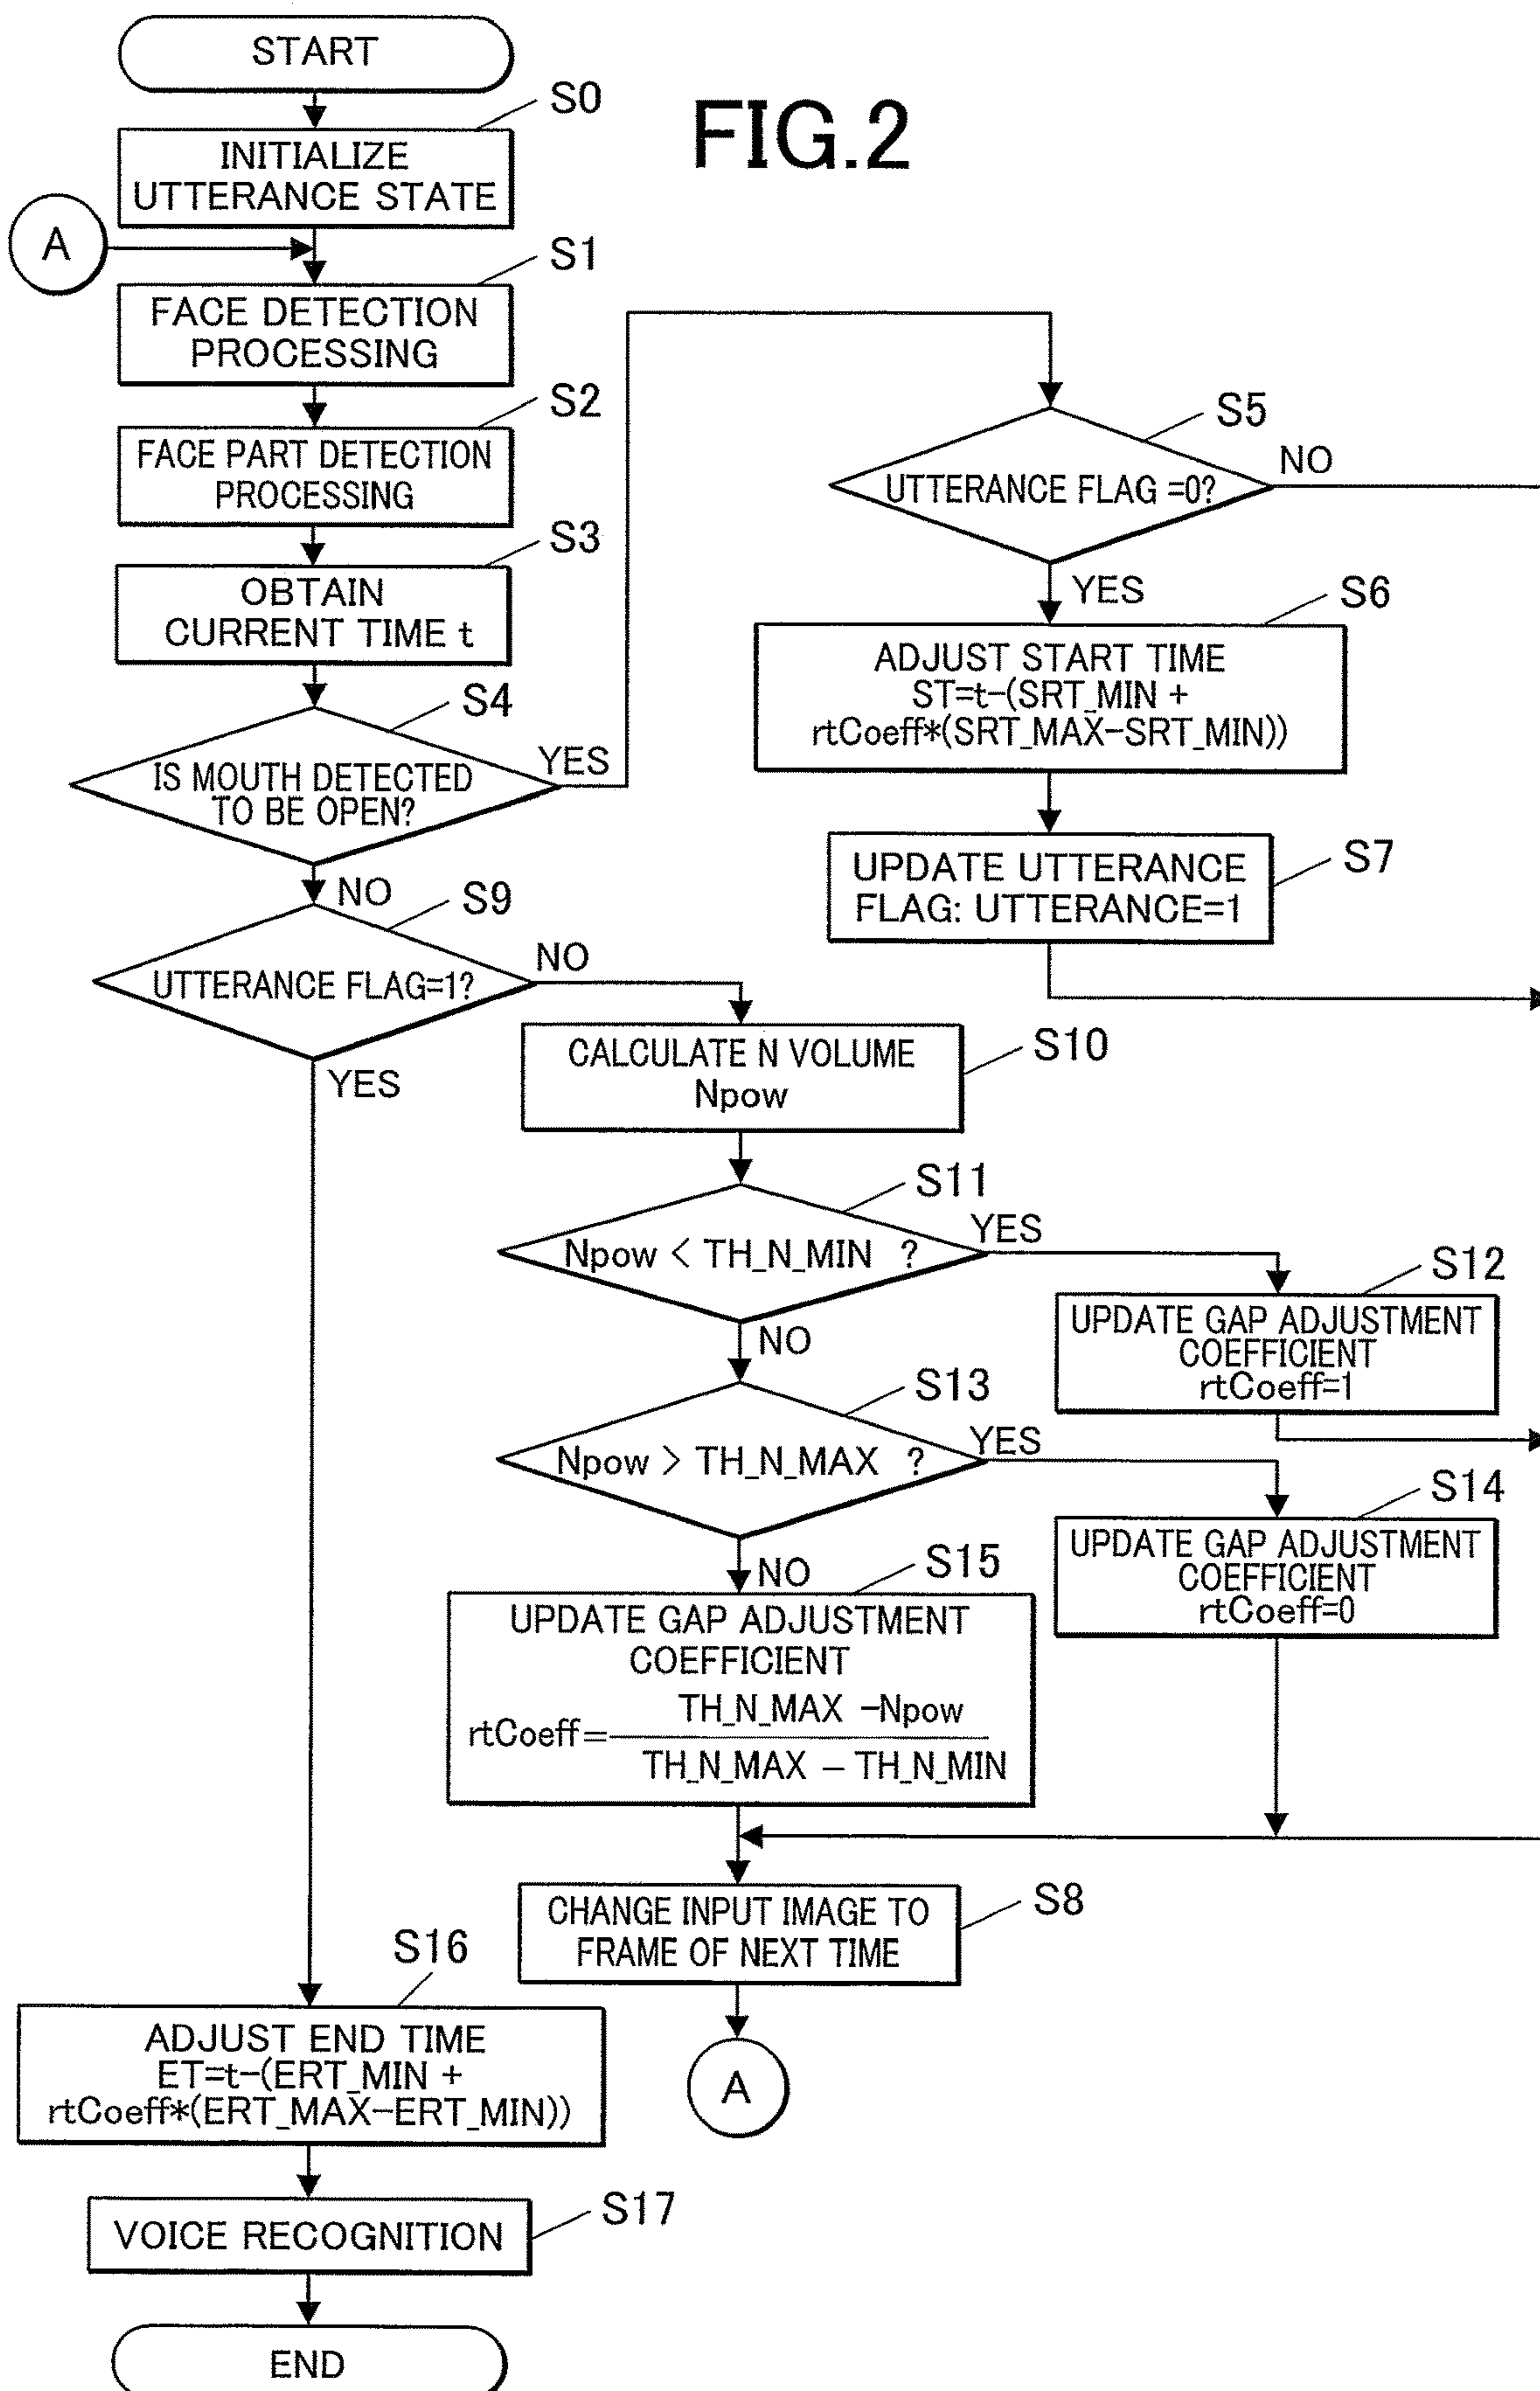 START
S0
FIG.2
INITIALIZE
UTTERANCE STATE
A
S1
FACE DETECTION
PROCESSING
S2
FACE PART DETECTION
PROCESSING
S3
OBTAIN
CURRENT TIME t
S4
IS MOUTH DETECTED
TO BE OPEN?
YES
NO
S5
UTTERANCE FLAG =0?
NO
YES
S6
ADJUST START TIME
ST=t-(SRT_MIN +
rtCoeff*(SRT_MAX-SRT_MIN))
S7
UPDATE UTTERANCE
FLAG: UTTERANCE=1
S9
UTTERANCE FLAG=1?
NO
YES
S10
CALCULATE N VOLUME
Npow
S11
Npow < TH_N_MIN ?
YES
NO
S12
UPDATE GAP ADJUSTMENT
COEFFICIENT
rtCoeff=1
S13
Npow > TH_N_MAX ?
YES
NO
S14
UPDATE GAP ADJUSTMENT
COEFFICIENT
rtCoeff=0
S15
UPDATE GAP ADJUSTMENT
COEFFICIENT
TH_N_MAX -Npow
rtCoeff=
TH_N_MAX - TH_N_MIN
S8
CHANGE INPUT IMAGE TO
FRAME OF NEXT TIME
A
S16
ADJUST END TIME
ET=t-(ERT_MIN +
rtCoeff*(ERT_MAX-ERT_MIN))
S17
VOICE RECOGNITION
END